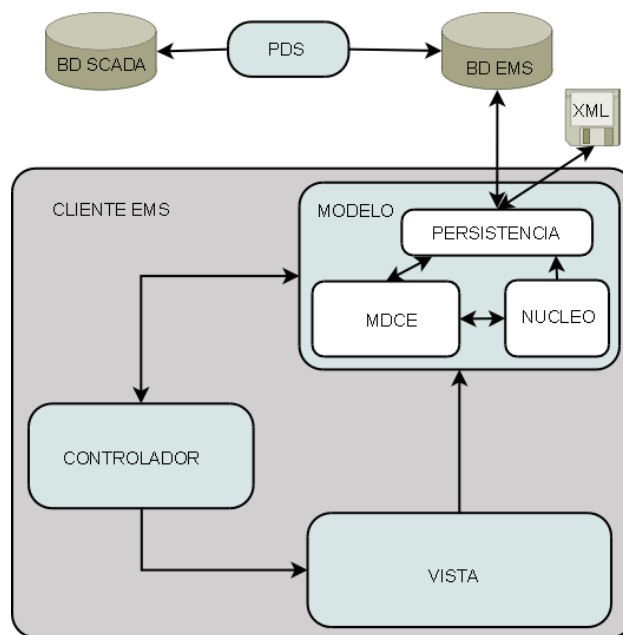 PDS
BD SCADA
BD EMS
XML
CLIENTE EMS
MODELO
PERSISTENCIA
MDCE
NUCLEO
CONTROLADOR
VISTA